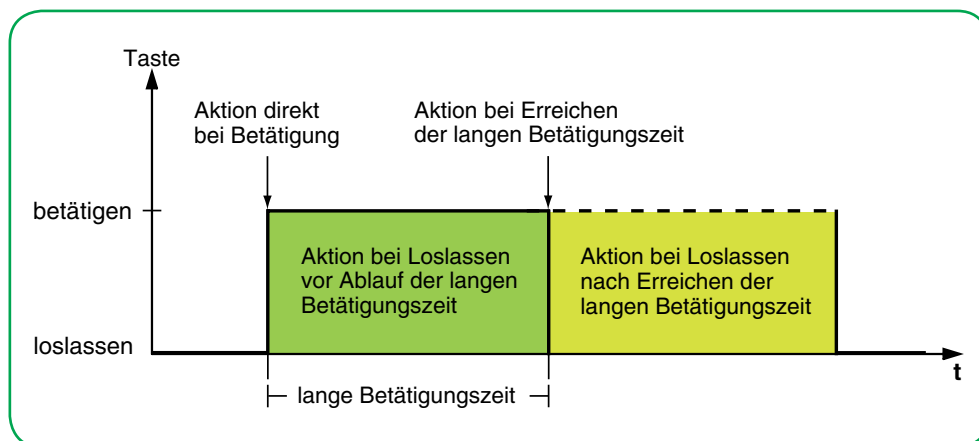 Taste
Aktion direkt
bei Betätigung
Aktion bei Erreichen
der langen Betätigungszeit
betätigen
Aktion bei Loslassen
vor Ablauf der langen
Betätigungszeit
Aktion bei Loslassen
nach Erreichen der
langen Betätigungszeit
loslassen
t
lange Betätigungszeit